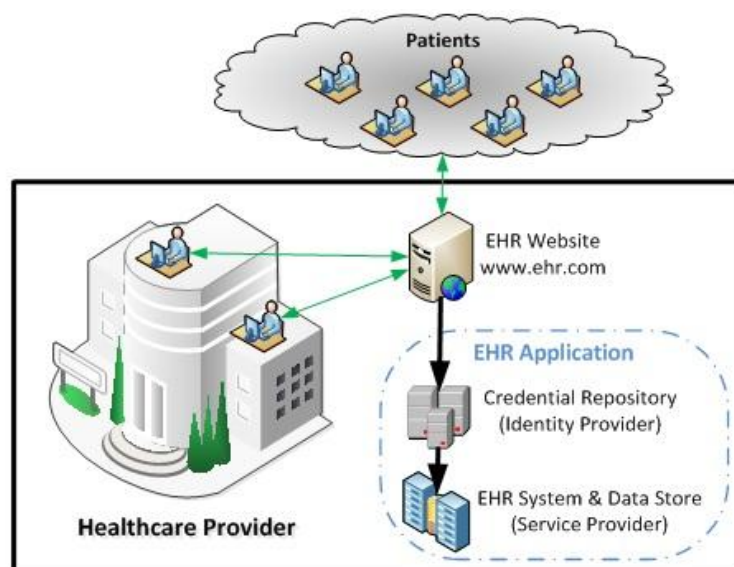 Patients
EHR Website
www.ehr.com
EHR Application
Credential Repository
(Identity Provider)
EHR System & Data Store
(Service Provider)
Healthcare Provider